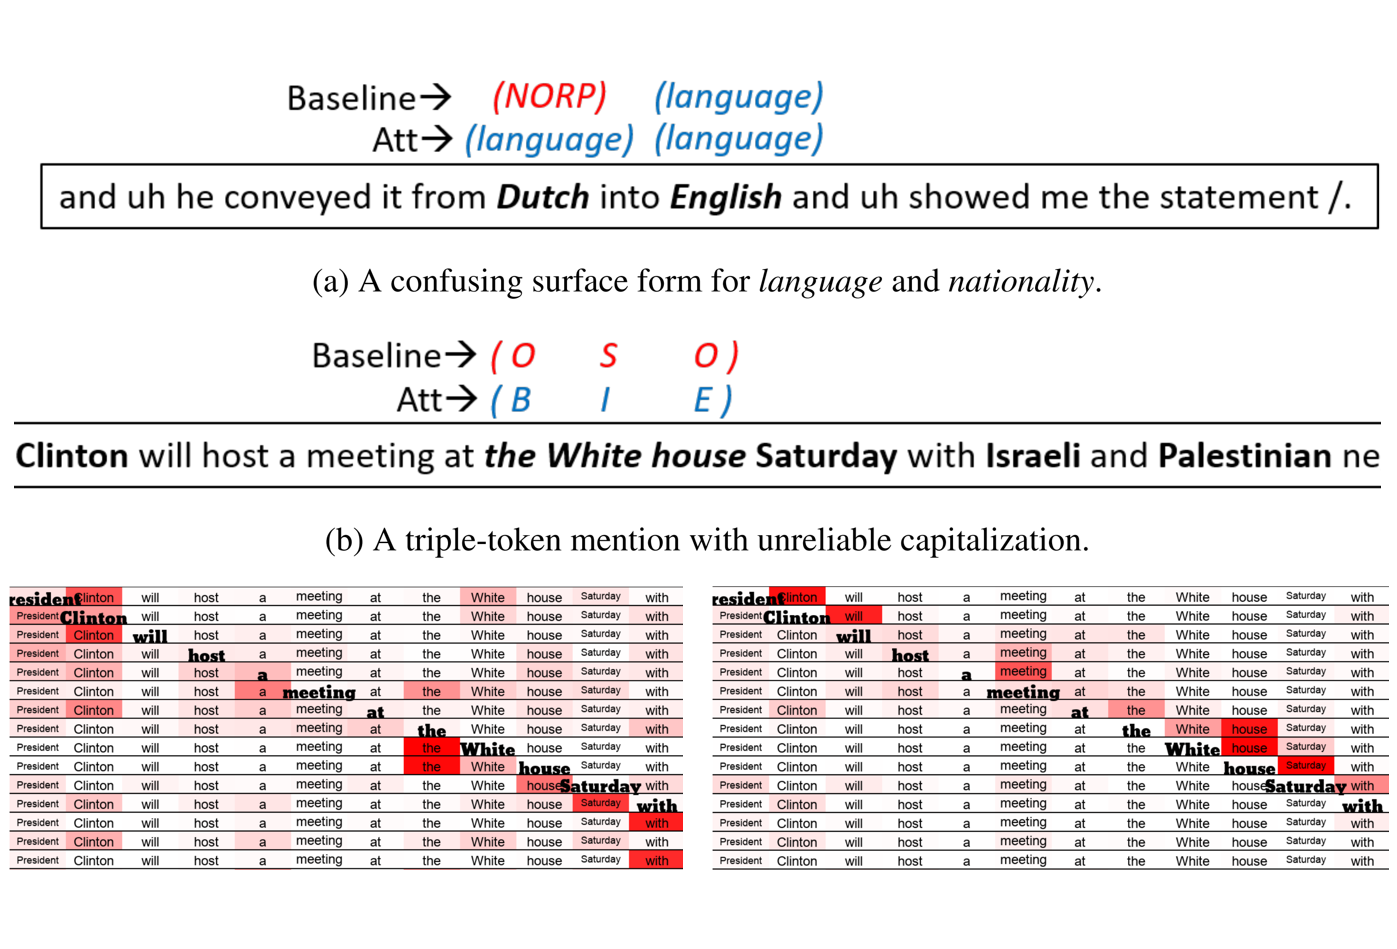 Baseline→ (NORP) (language)
Att→ (language) (language)
and uh he conveyed it from Dutch into English and uh showed me the statement /.
(a) A confusing surface form for language and nationality.
Baseline→ ( O S O )
Att→ ( B I E )
Clinton will host a meeting at the White house Saturday with Israeli and Palestinian ne
(b) A triple-token mention with unreliable capitalization.
resident Clinton will host a meeting at the White house Saturday with resident Clinton will host a meeting at the White house Saturday with
President Clinton will host a meeting at the White house Saturday with President Clinton will host a meeting at the White house Saturday with
President Clinton will host a meeting at the White house Saturday with President Clinton will host a meeting at the White house Saturday with
President Clinton will host a meeting at the White house Saturday with President Clinton will host a meeting at the White house Saturday with
President Clinton will host a meeting at the White house Saturday with President Clinton will host a meeting at the White house Saturday with
President Clinton will host a meeting at the White house Saturday with President Clinton will host a meeting at the White house Saturday with
President Clinton will host a meeting at the White house Saturday with President Clinton will host a meeting at the White house Saturday with
President Clinton will host a meeting at the White house Saturday with President Clinton will host a meeting at the White house Saturday with
President Clinton will host a meeting at the White house Saturday with President Clinton will host a meeting at the White house Saturday with
President Clinton will host a meeting at the White house Saturday with President Clinton will host a meeting at the White house Saturday with
President Clinton will host a meeting at the White house Saturday with President Clinton will host a meeting at the White house Saturday with
President Clinton will host a meeting at the White house Saturday with President Clinton will host a meeting at the White house Saturday with
President Clinton will host a meeting at the White house Saturday with President Clinton will host a meeting at the White house Saturday with
President Clinton will host a meeting at the White house Saturday with President Clinton will host a meeting at the White house Saturday with
President Clinton will host a meeting at the White house Saturday with President Clinton will host a meeting at the White house Saturday with